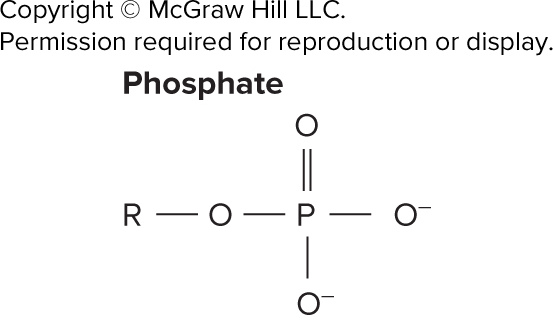 Copyright © McGraw Hill LLC.
Permission required for reproduction or display.
Phosphate
O
R — O — P — O⁻
O⁻